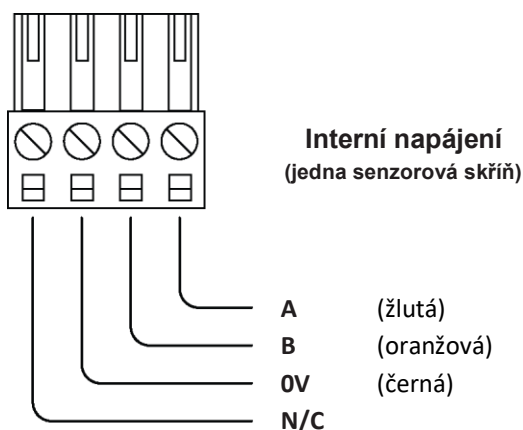 Interní napájení
(jedna senzorová skříň)
A (žlutá)
B (oranžová)
0V (černá)
N/C